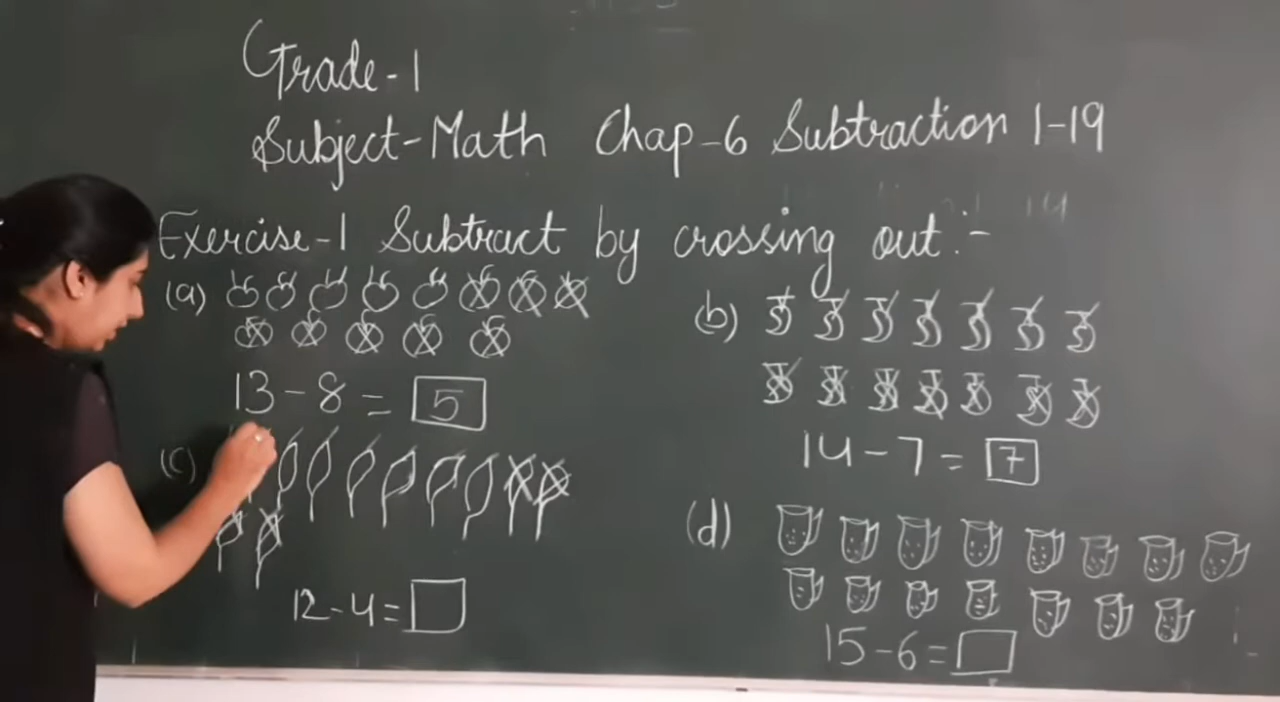 Grade-1
Subject-Math Chap-6 Subtraction 1-19
Exercise-1 Subtract by crossing out:-
(a)
13-8= 5
(b)
14-7= 7
(c)
12-4=
(d)
15-6=